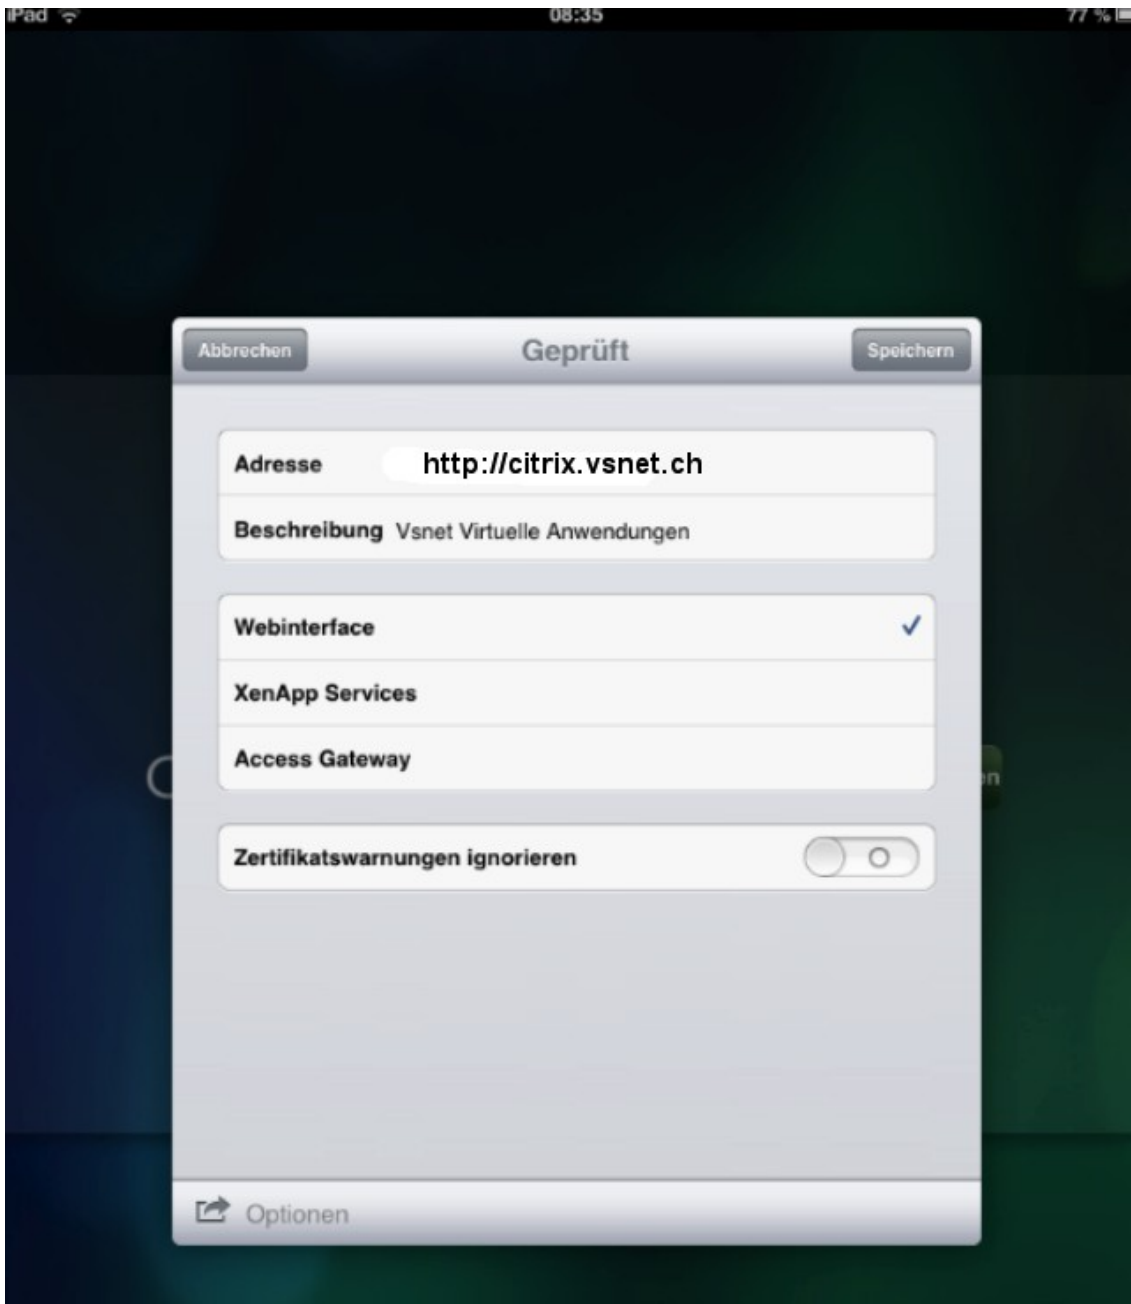 iPad 08:35 77 %
Abbrechen Geprüft Speichern
Adresse http://citrix.vsnet.ch
Beschreibung Vsnet Virtuelle Anwendungen
Webinterface
XenApp Services
Access Gateway
Zertifikatswarnungen ignorieren
Optionen